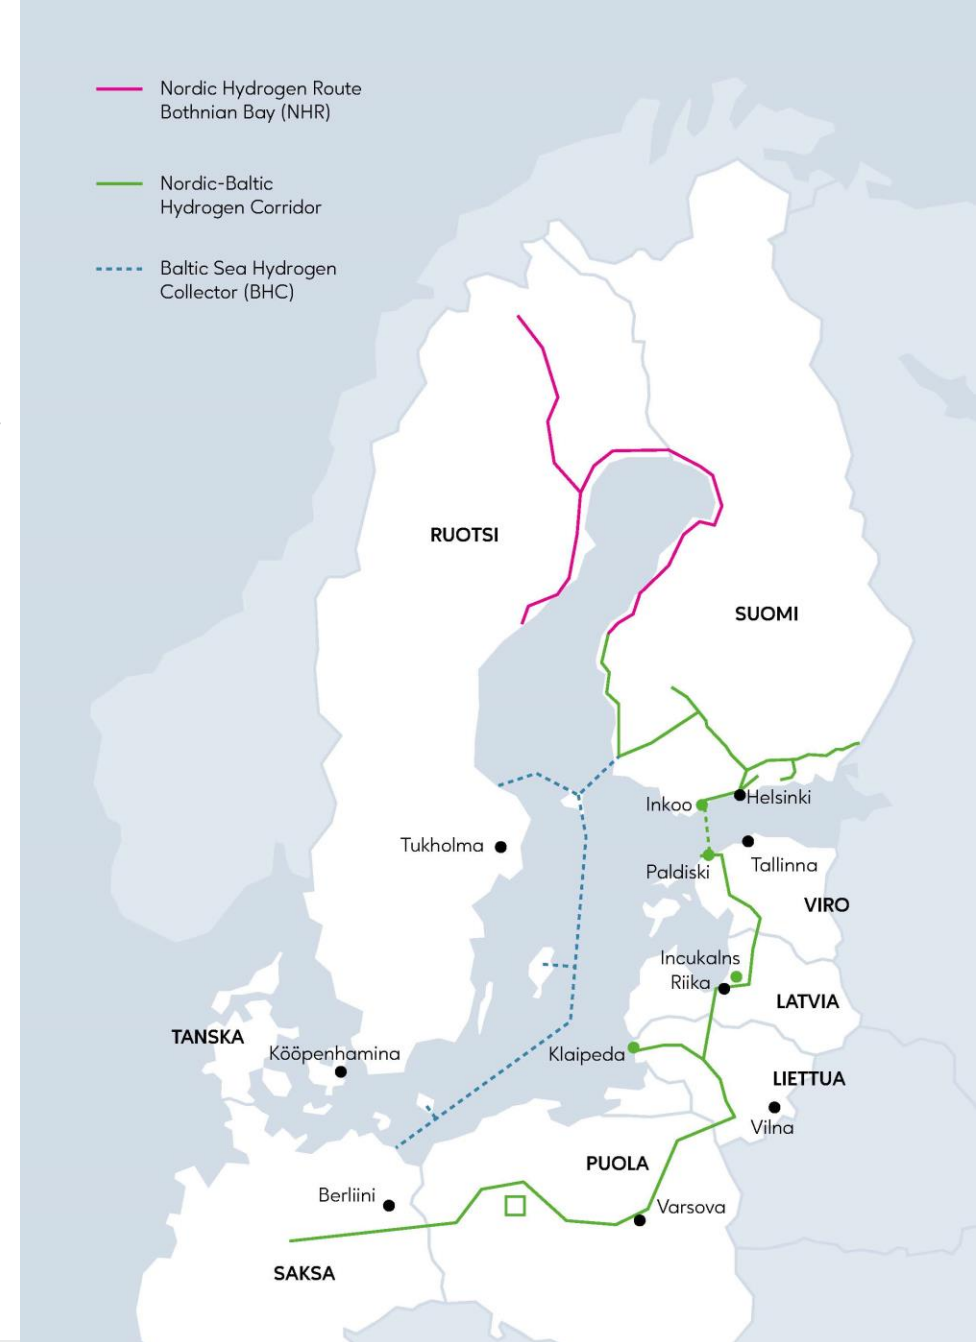 Nordic Hydrogen Route
Bothnian Bay (NHR)
Nordic-Baltic
Hydrogen Corridor
Baltic Sea Hydrogen
Collector (BHC)
RUOTSI
SUOMI
Inkoo
Helsinki
Tukholma
Paldiski
Tallinna
VIRO
Incukalns
Riika
LATVIA
TANSKA
Kööpenhamina
Klaipeda
LIETTUA
Vilna
PUOLA
Berliini
Varsova
SAKSA